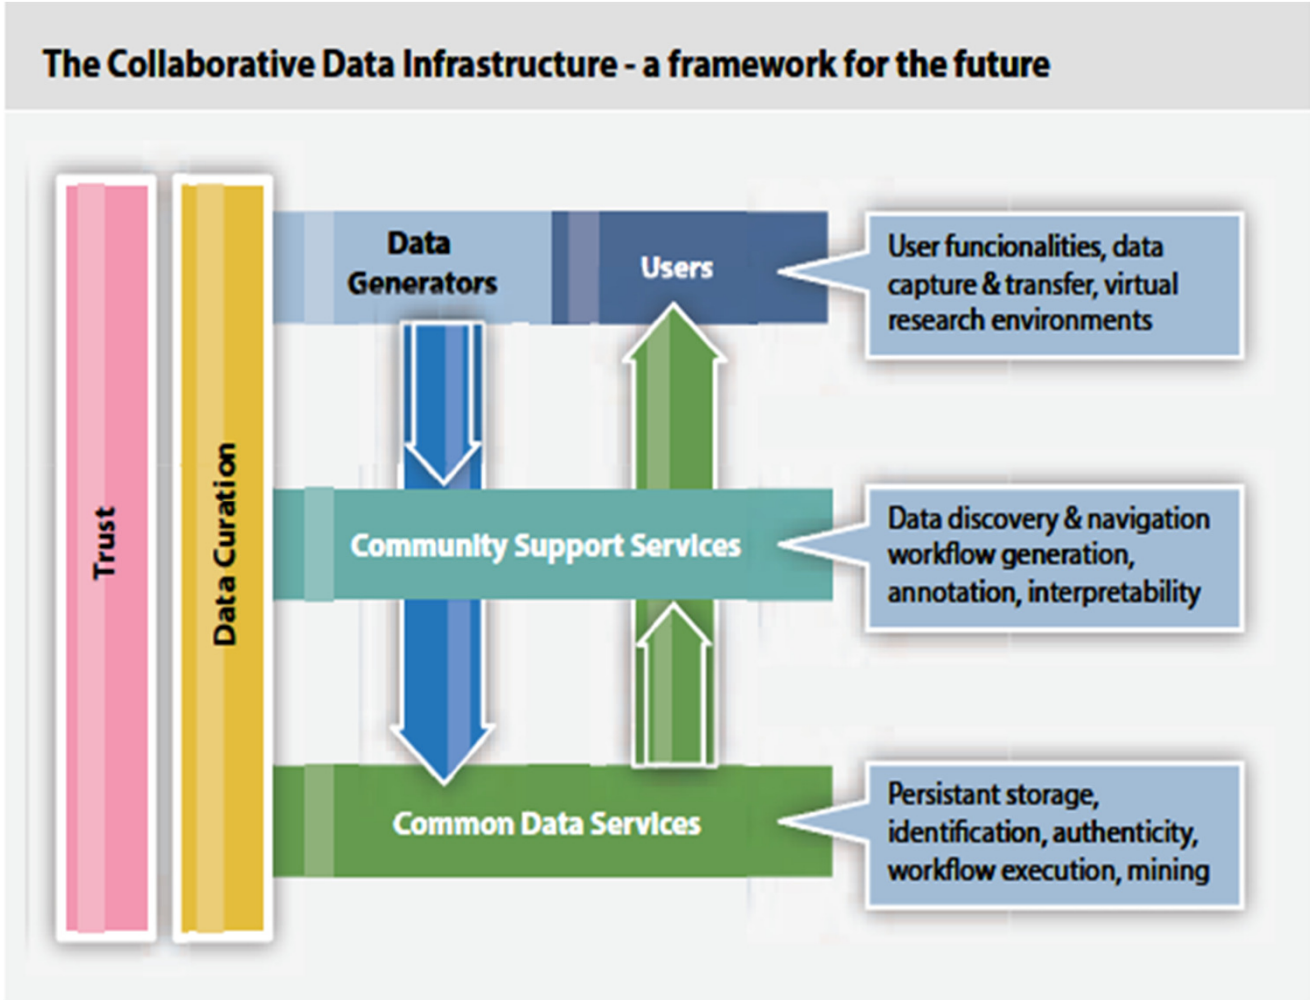 The Collaborative Data Infrastructure - a framework for the future
Trust
Data Curation
Data
Generators
Users
User funcionalities, data
capture & transfer, virtual
research environments
Community Support Services
Data discovery & navigation
workflow generation,
annotation, interpretability
Common Data Services
Persistant storage,
identification, authenticity,
workflow execution, mining